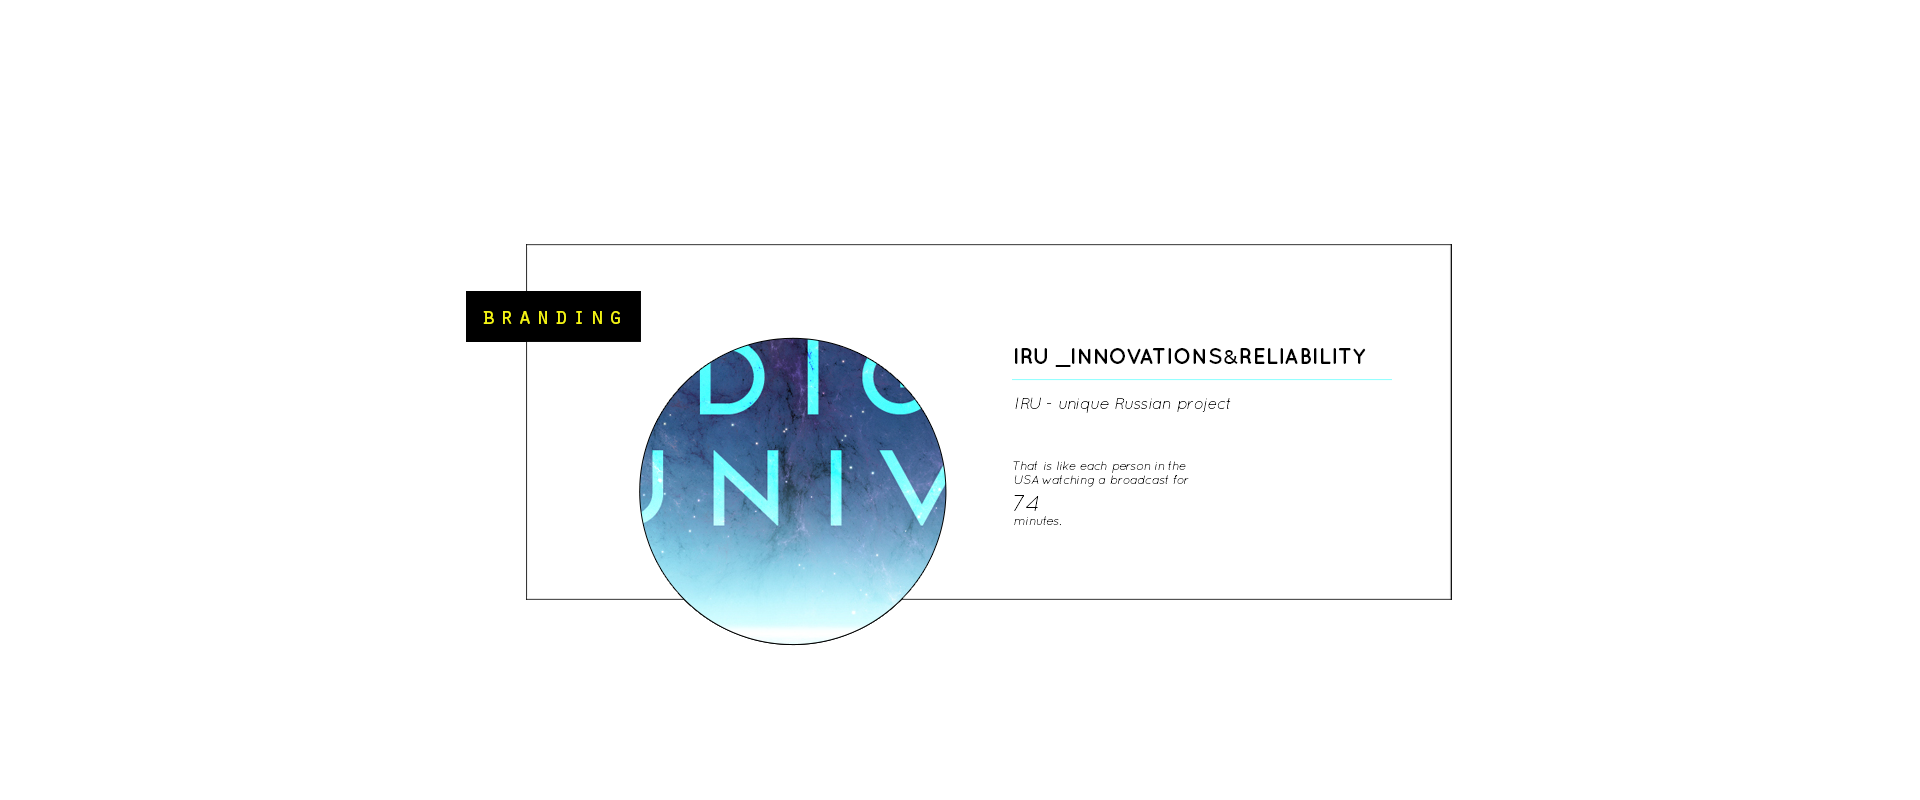 BRANDING
DIG
UNIV
IRU _INNOVATIONS&RELIABILITY
IRU - unique Russian project
That is like each person in the
USA watching a broadcast for
74
minutes.